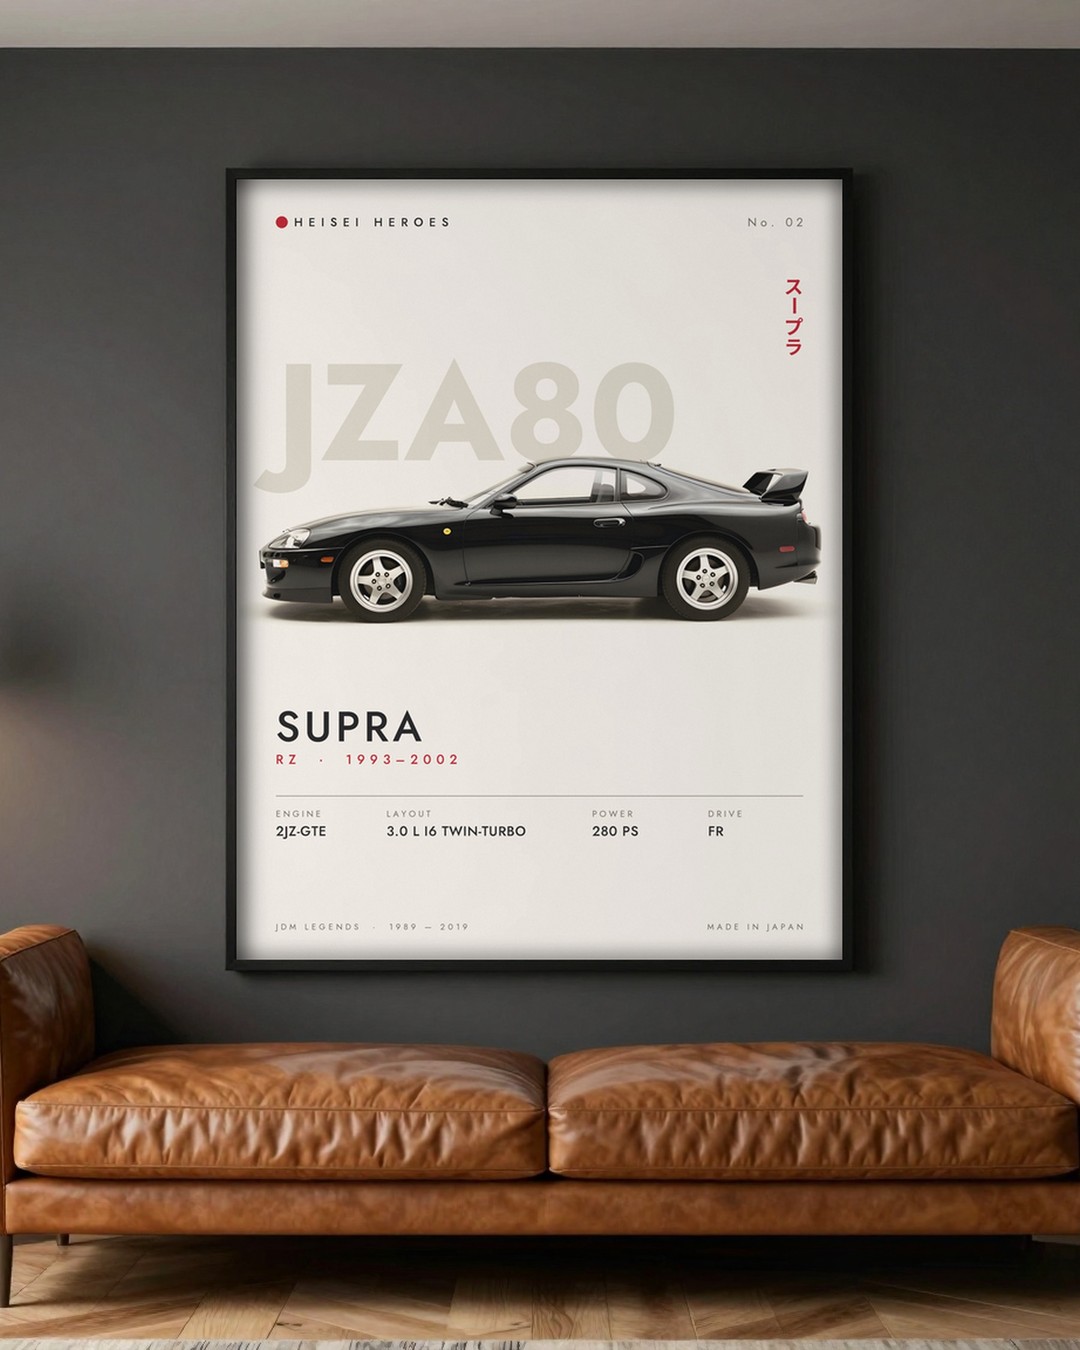 HEISEI HEROES
No. 02
スープラ
JZA80
SUPRA
RZ · 1993–2002
ENGINE LAYOUT POWER DRIVE
2JZ-GTE 3.0 L I6 TWIN-TURBO 280 PS FR
JDM LEGENDS · 1989 — 2019
MADE IN JAPAN